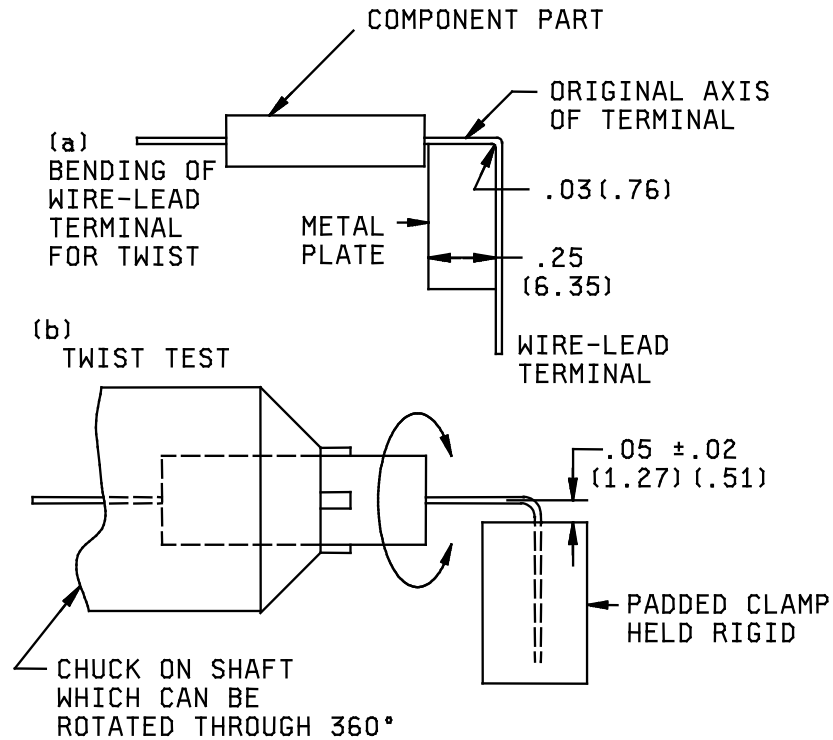 COMPONENT PART
ORIGINAL AXIS
OF TERMINAL
(a)
BENDING OF
WIRE-LEAD
TERMINAL
FOR TWIST
.03(.76)
METAL
PLATE
.25
(6.35)
WIRE-LEAD
TERMINAL
(b)
TWIST TEST
.05 ±.02
(1.27)(.51)
PADDED CLAMP
HELD RIGID
CHUCK ON SHAFT
WHICH CAN BE
ROTATED THROUGH 360°